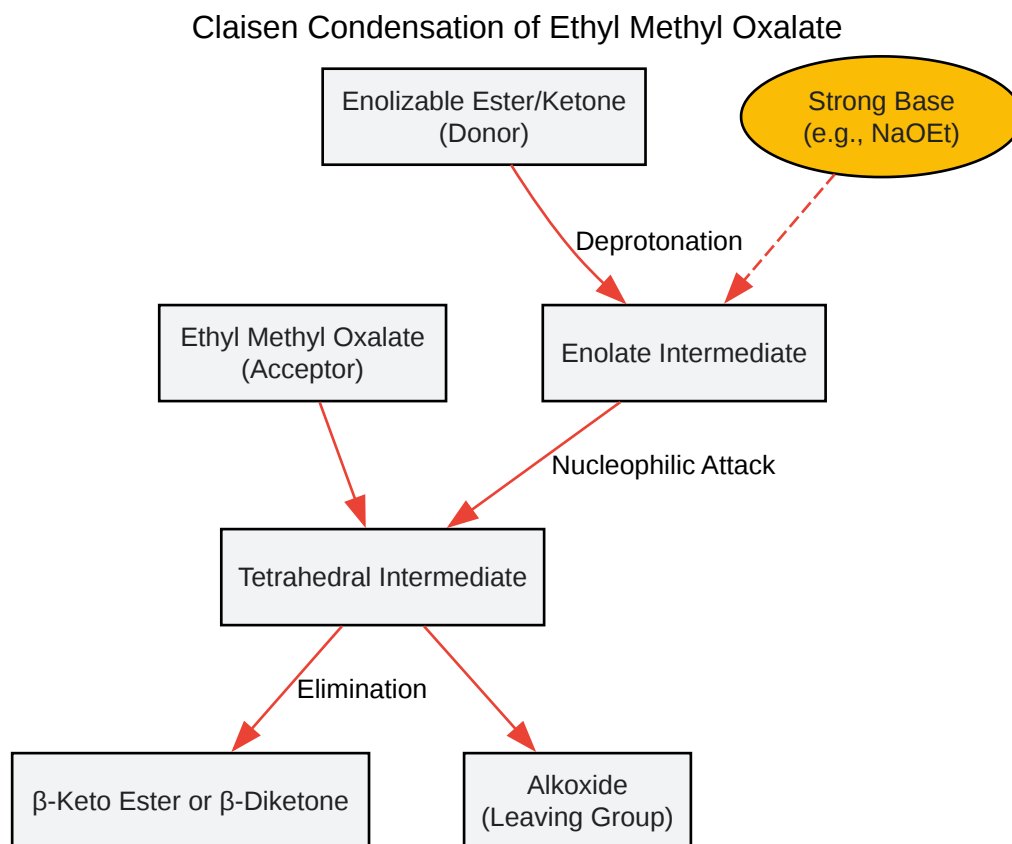 Claisen Condensation of Ethyl Methyl Oxalate
Enolizable Ester/Ketone
(Donor)
Strong Base
(e.g., NaOEt)
Deprotonation
Ethyl Methyl Oxalate
(Acceptor)
Enolate Intermediate
Nucleophilic Attack
Tetrahedral Intermediate
Elimination
β-Keto Ester or β-Diketone
Alkoxide
(Leaving Group)